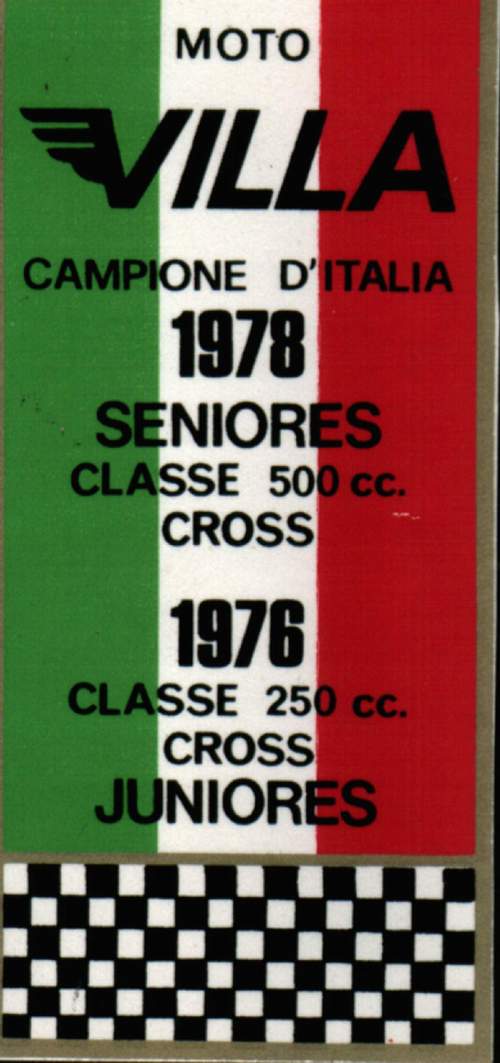 MOTO
VILLA
CAMPIONE D'ITALIA
1978
SENIORES
CLASSE 500 cc.
CROSS
1976
CLASSE 250 cc.
CROSS
JUNIORES